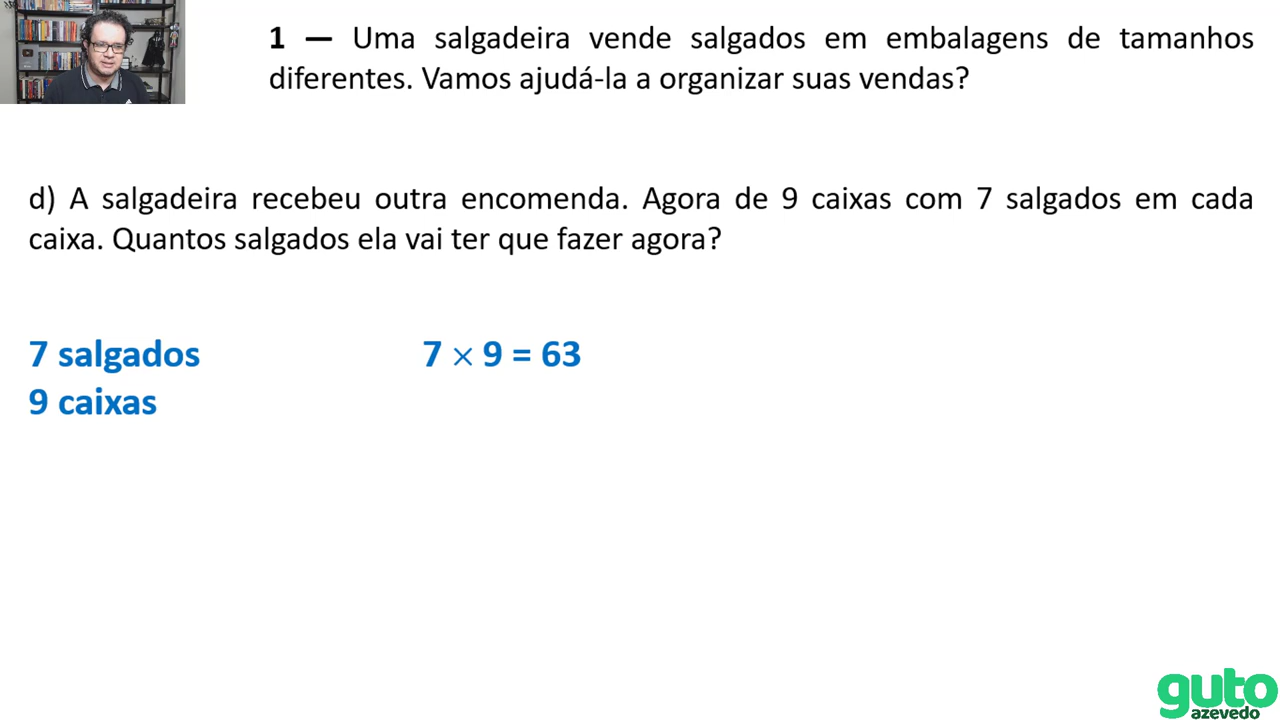 1 — Uma salgadeira vende salgados em embalagens de tamanhos
diferentes. Vamos ajudá-la a organizar suas vendas?
d) A salgadeira recebeu outra encomenda. Agora de 9 caixas com 7 salgados em cada
caixa. Quantos salgados ela vai ter que fazer agora?
7 salgados
7 × 9 = 63
9 caixas
guto
azevedo